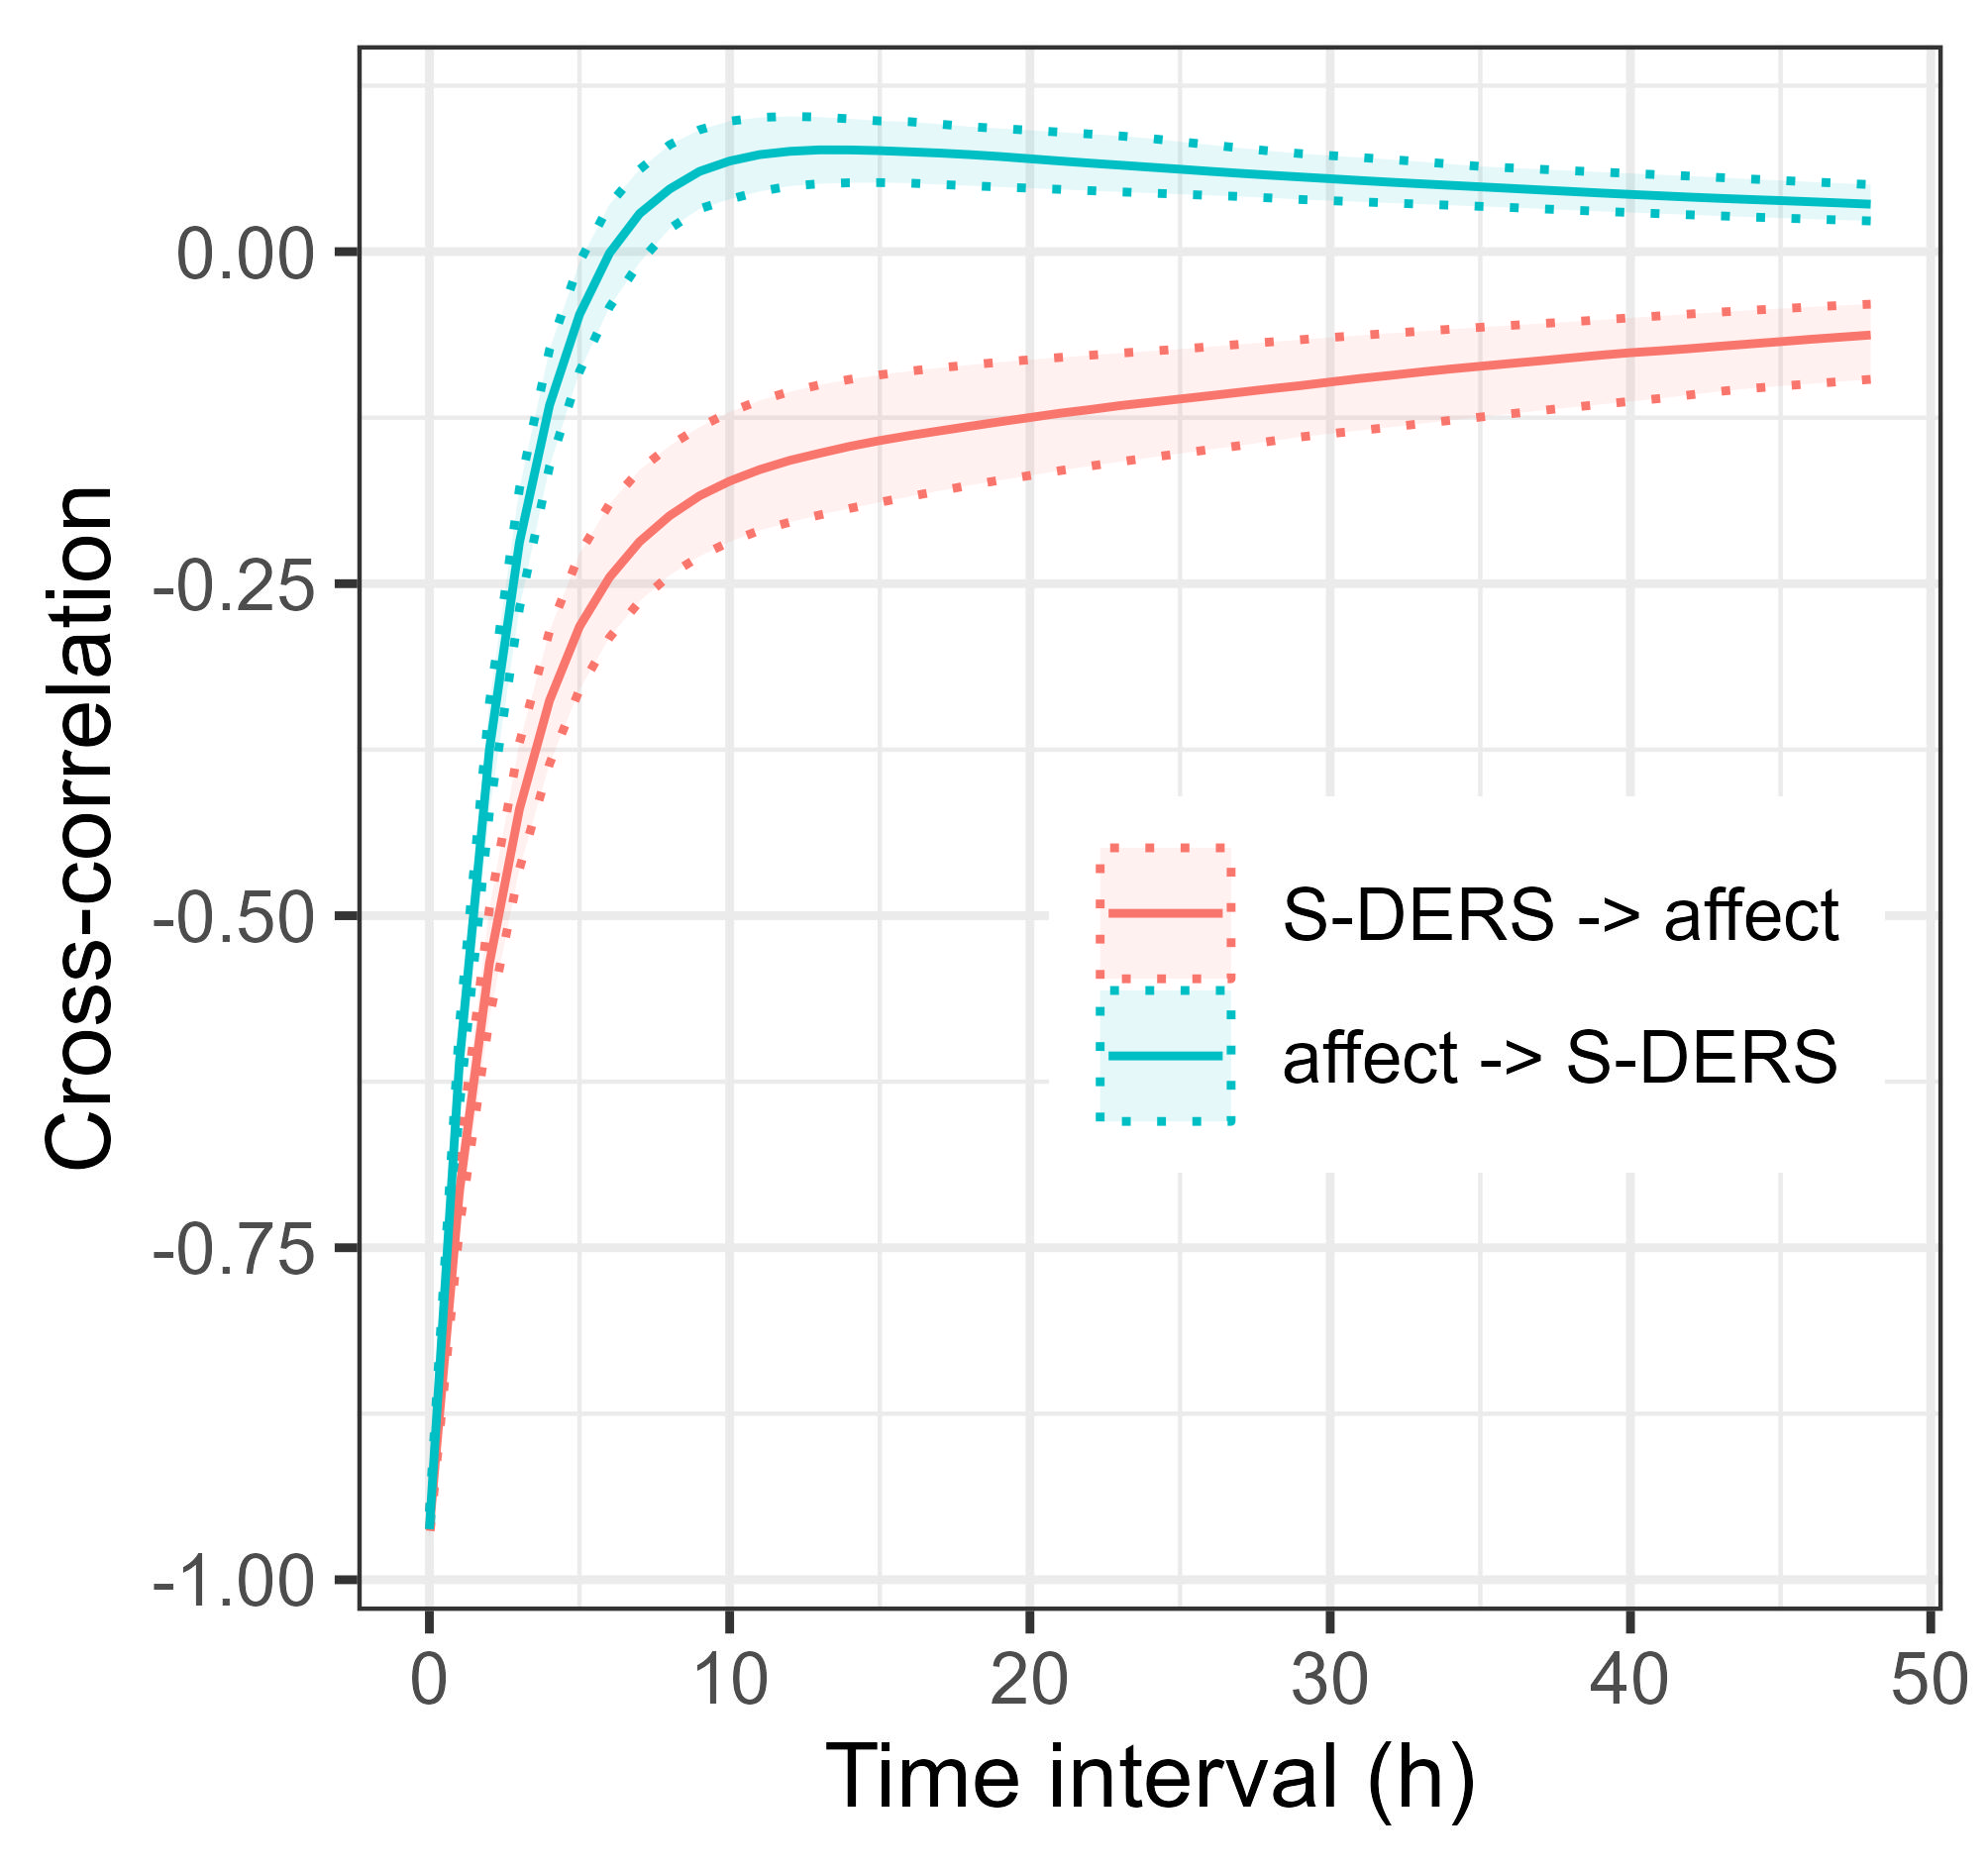 0.00
-0.25
-0.50
-0.75
-1.00
Cross-correlation
S-DERS -> affect
affect -> S-DERS
0 10 20 30 40 50
Time interval (h)